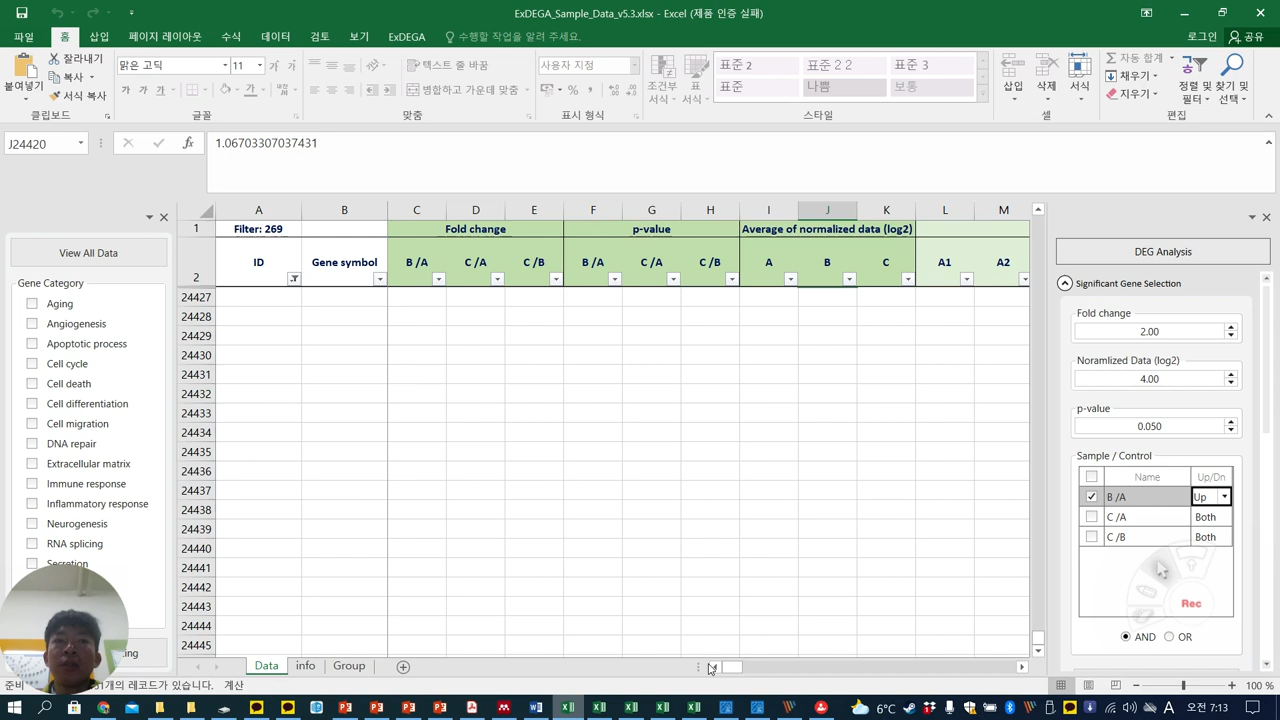 ExDEGA_Sample_Data_v5.3.xlsx - Excel (제품 인증 실패)
파일 홈 삽입 페이지 레이아웃 수식 데이터 검토 보기 ExDEGA 수행할 작업을 알려 주세요. 로그인 공유
붙여넣기
잘라내기
복사
서식 복사
클립보드
맑은 고딕 11
가 가 가
글꼴
텍스트 줄 바꿈
병합하고 가운데 맞춤
맞춤
사용자 지정
표시 형식
조건부 서식
표 서식
표준 2 표준 2 2 표준 3
표준 나쁨 보통
스타일
삽입 삭제 서식
셀
자동 합계
채우기
지우기
정렬 및 필터
찾기 및 선택
편집
J24420 fx 1.06703307037431
View All Data
Gene Category
Aging
Angiogenesis
Apoptotic process
Cell cycle
Cell death
Cell differentiation
Cell migration
DNA repair
Extracellular matrix
Immune response
Inflammatory response
Neurogenesis
RNA splicing
Secretion
A B C D E F G H I J K L M
1 Filter: 269 Fold change p-value Average of normalized data (log2)
2 ID Gene symbol B /A C /A C /B B /A C /A C /B A B C A1 A2
24427
24428
24429
24430
24431
24432
24433
24434
24435
24436
24437
24438
24439
24440
24441
24442
24443
24444
24445
DEG Analysis
Significant Gene Selection
Fold change
2.00
Noramlized Data (log2)
4.00
p-value
0.050
Sample / Control
Name Up/Dn
B /A Up
C /A Both
C /B Both
Rec
AND OR
Data info Group
준비 개의 레코드가 있습니다. 계산 100 %
6°C A 오전 7:13